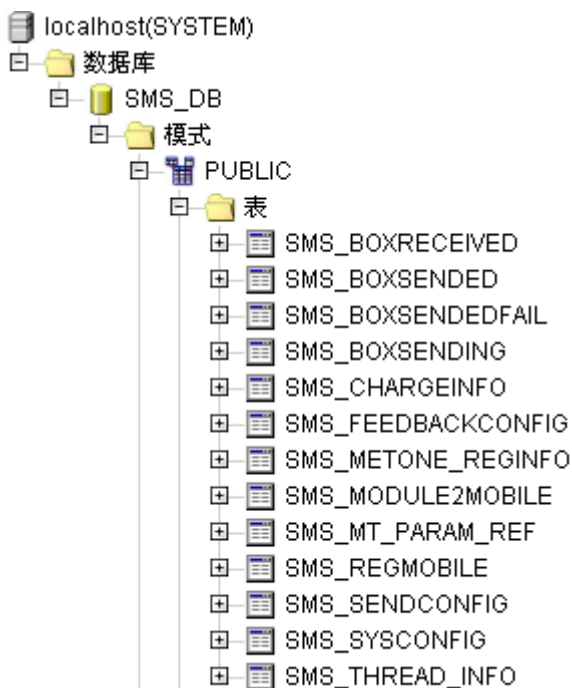 localhost(SYSTEM)
数据库
SMS_DB
模式
PUBLIC
表
SMS_BOXRECEIVED
SMS_BOXSENDED
SMS_BOXSENDEDFAIL
SMS_BOXSENDING
SMS_CHARGEINFO
SMS_FEEDBACKCONFIG
SMS_METONE_REGINFO
SMS_MODULE2MOBILE
SMS_MT_PARAM_REF
SMS_REGMOBILE
SMS_SENDCONFIG
SMS_SYSCONFIG
SMS_THREAD_INFO